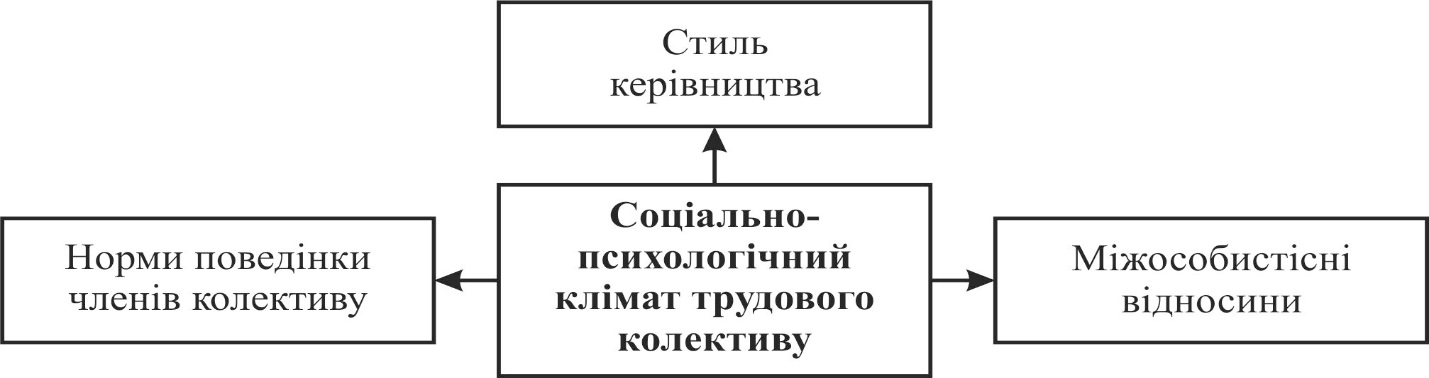 Стиль
керівництва
Соціально-
психологічний
клімат трудового
колективу
Норми поведінки
членів колективу
Міжособистісні
відносини